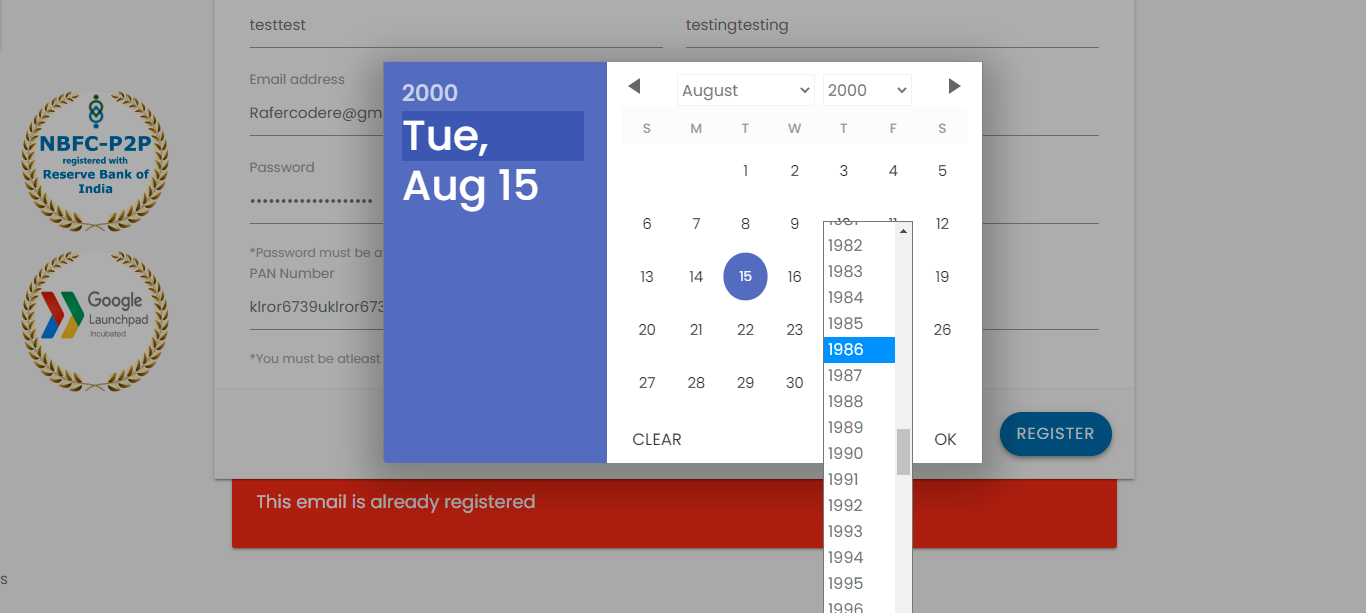 testtest
testingtesting
Email address
Rafercodere@gm
Password
*Password must be a
PAN Number
klror6739uklror673
*You must be atleast
NBFC-P2P
registered with
Reserve Bank of
India
Google
Launchpad
Incubated
2000
Tue,
Aug 15
August
2000
S M T W T F S
1 2 3 4 5
6 7 8 9 10 11 12
13 14 15 16 19
20 21 22 23 26
27 28 29 30
CLEAR
OK
1981
1982
1983
1984
1985
1986
1987
1988
1989
1990
1991
1992
1993
1994
1995
1996
REGISTER
This email is already registered
s